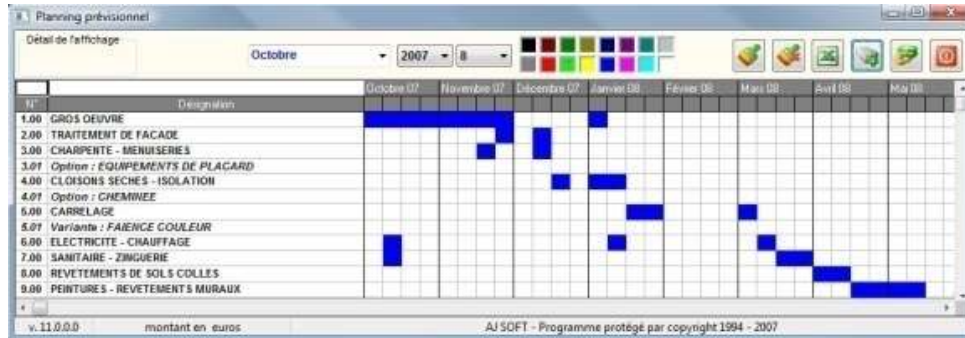 Planning prévisionnel
Détail de l'affichage
Octobre 2007 8
Octobre 07 Novembre 07 Décembre 07 Janvier 08 Février 08 Mars 08 Avril 08 Mai 08
N° Désignation
1.00 GROS OEUVRE
2.00 TRAITEMENT DE FACADE
3.00 CHARPENTE - MENUISERIES
3.01 Option : EQUIPEMENTS DE PLACARD
4.00 CLOISONS SECHES - ISOLATION
4.01 Option : CHEMINEE
5.00 CARRELAGE
5.01 Variante : FAIENCE COULEUR
6.00 ELECTRICITE - CHAUFFAGE
7.00 SANITAIRE - ZINGUERIE
8.00 REVETEMENTS DE SOLS COLLES
9.00 PEINTURES - REVETEMENTS MURAUX
v. 11.0.0.0 montant en euros AJ SOFT - Programme protégé par copyright 1994 - 2007